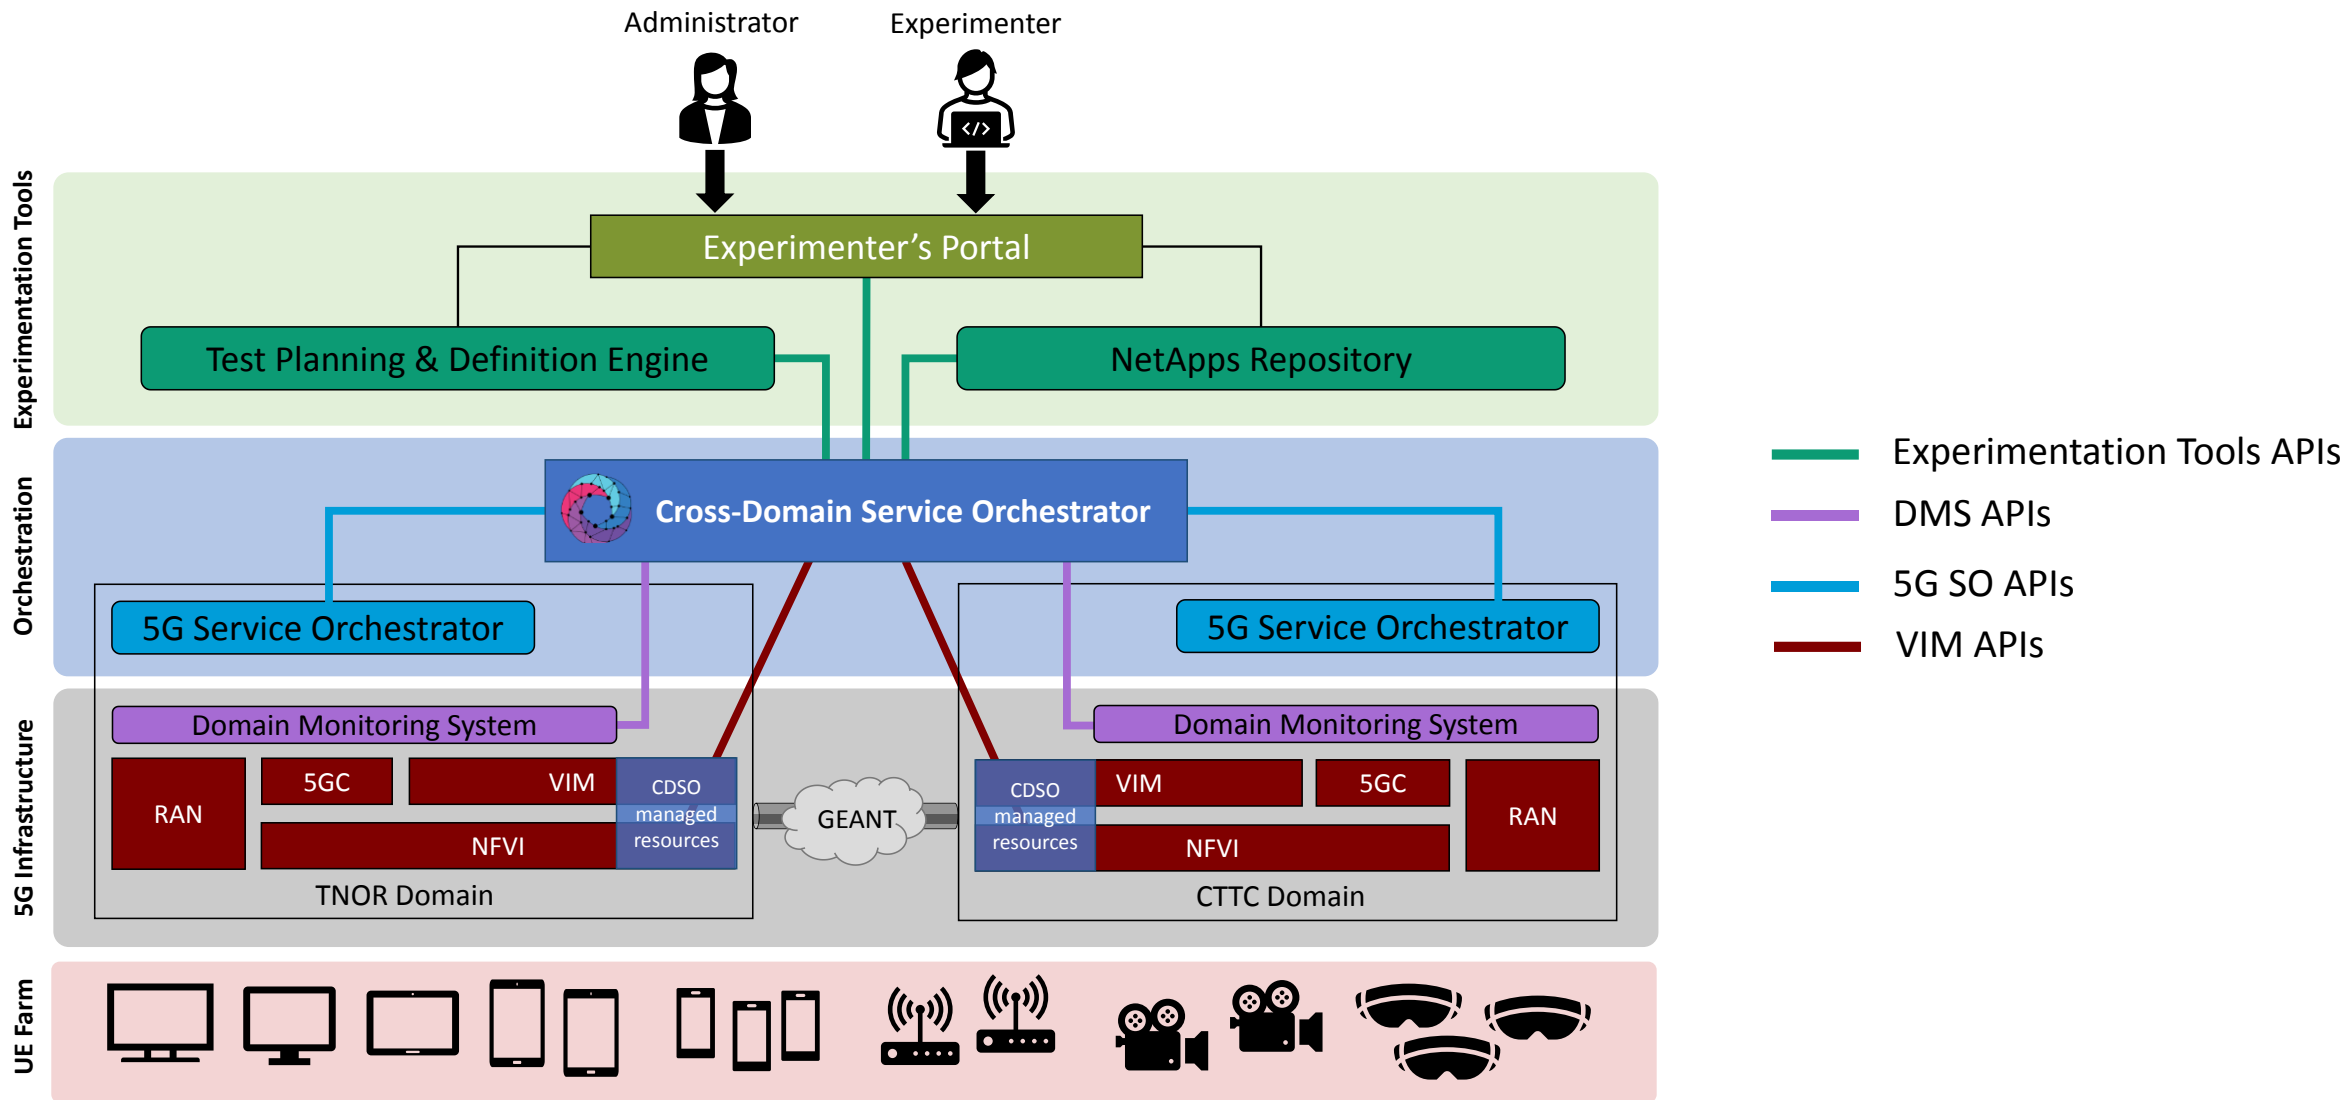 Administrator
Experimenter
Experimentation Tools
Experimenter’s Portal
Test Planning & Definition Engine
NetApps Repository
Orchestration
Cross-Domain Service Orchestrator
5G Service Orchestrator
5G Service Orchestrator
5G Infrastructure
Domain Monitoring System
RAN
5GC
VIM
CDSO
managed
resources
NFVI
TNOR Domain
GEANT
Domain Monitoring System
CDSO
managed
resources
VIM
5GC
RAN
NFVI
CTTC Domain
UE Farm
</>
Experimentation Tools APIs
DMS APIs
5G SO APIs
VIM APIs